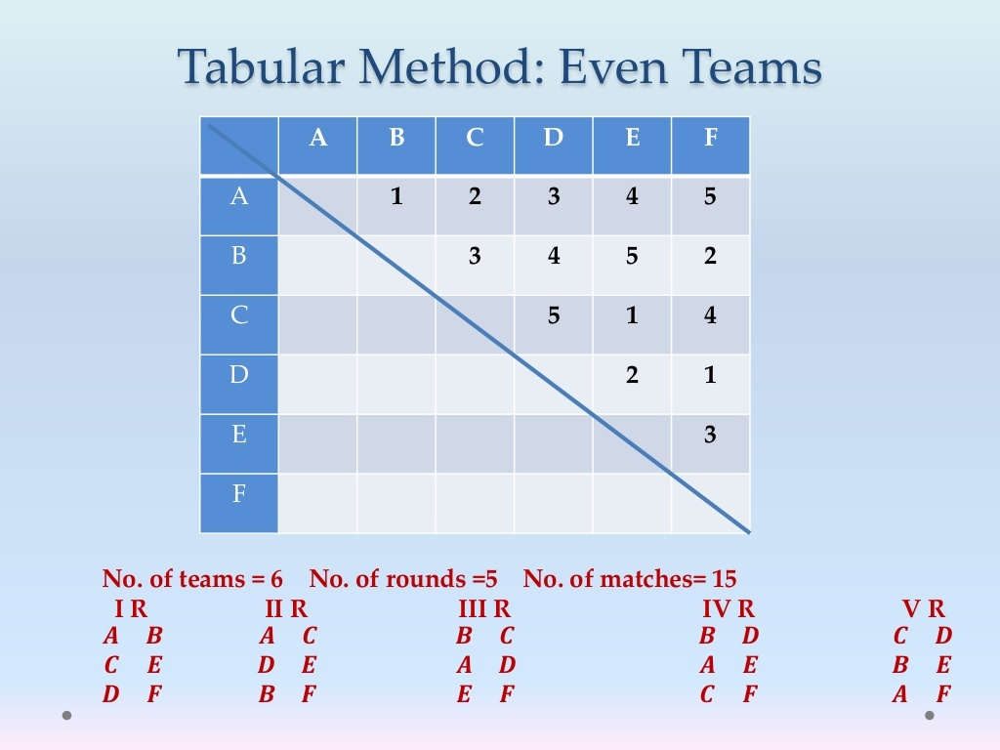 Tabular Method: Even Teams
A B C D E F
A 1 2 3 4 5
B 3 4 5 2
C 5 1 4
D 2 1
E 3
F
No. of teams = 6 No. of rounds =5 No. of matches= 15
I R II R III R IV R V R
A B A C B C B D C D
C E D E A D A E B E
D F B F E F C F A F